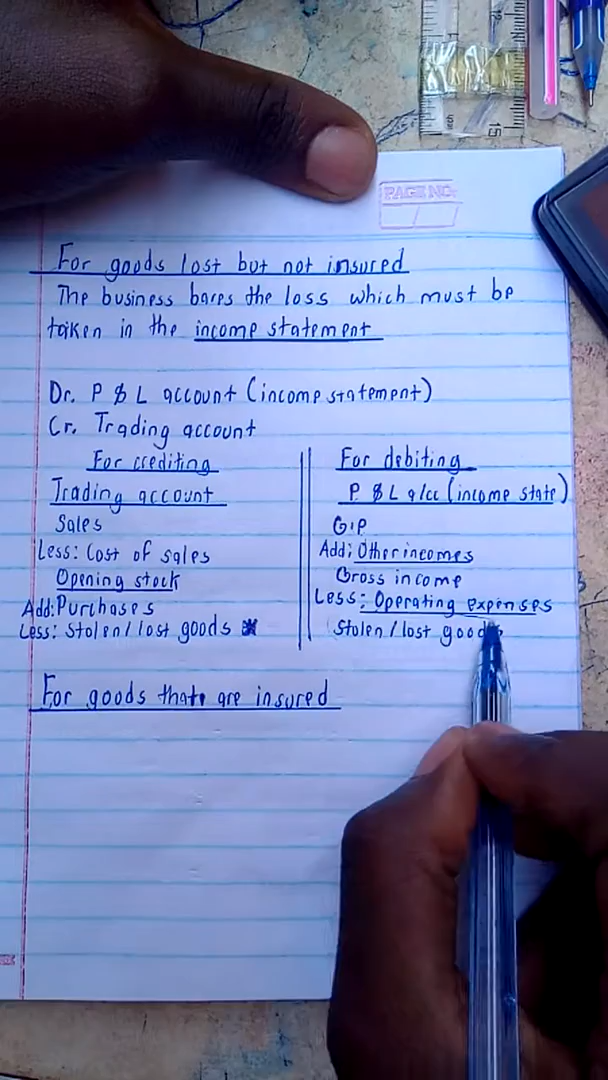 PAGE NO:
For goods lost but not insured
The business bares the loss which must be
taken in the income statement
Dr. P & L account (income statement)
Cr. Trading account
For crediting
Trading account
Sales
Less: Cost of sales
Opening stock
Add: Purchases
Less: Stolen/lost goods
For debiting
P & L a/cc (income state)
G/P
Add; Other incomes
Gross income
Less: Operating expenses
Stolen/lost goods
For goods that are insured
15